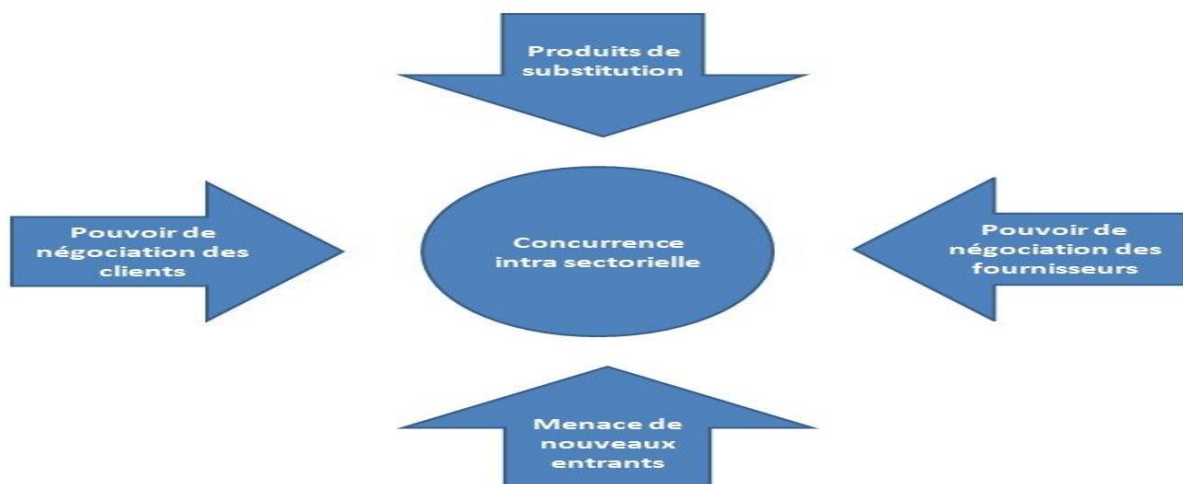 Produits de
substitution
Pouvoir de
négociation des
clients
Concurrence
intra sectorielle
Pouvoir de
négociation des
fournisseurs
Menace de
nouveaux
entrants